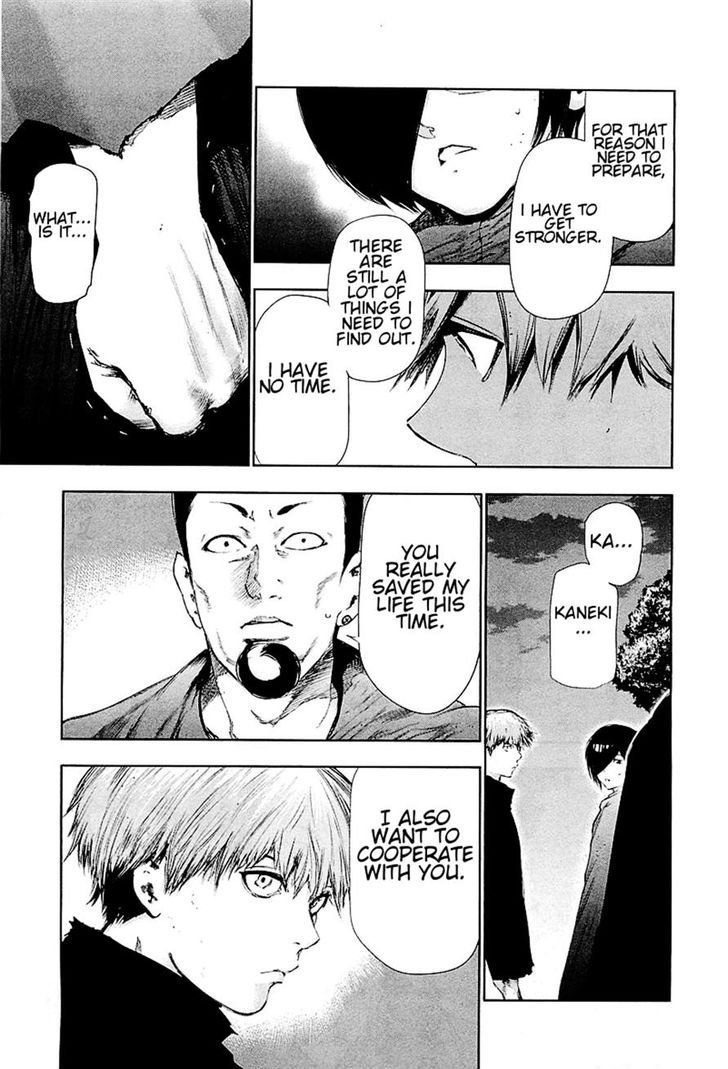 FOR THAT
REASON I
NEED TO
PREPARE,
I HAVE TO
GET
STRONGER.
THERE
ARE
STILL A
LOT OF
THINGS I
NEED TO
FIND OUT.
I HAVE
NO TIME.
WHAT...
IS IT...
KA...
KANEKI
...
YOU
REALLY
SAVED MY
LIFE THIS
TIME.
I ALSO
WANT TO
COOPERATE
WITH YOU.